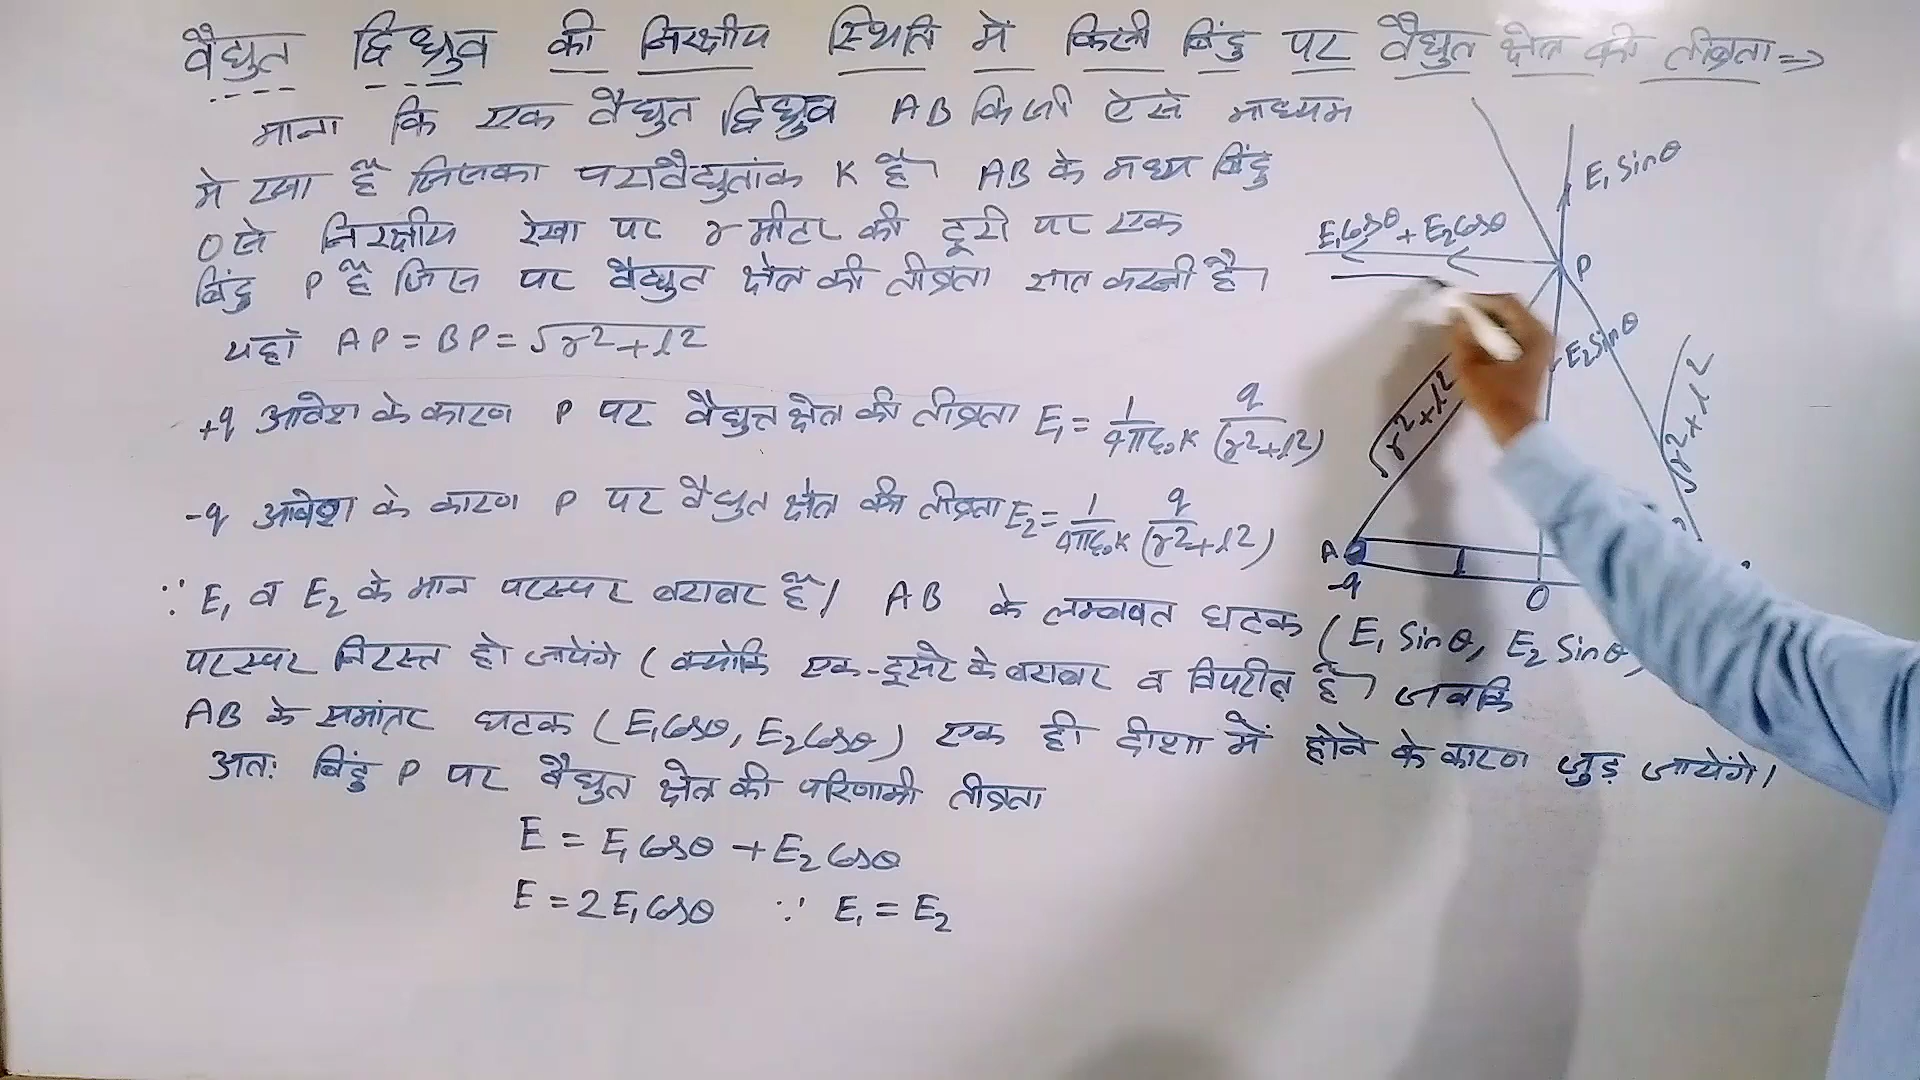 वैद्युत द्विध्रुव की निरक्षीय स्थिति में किसी बिंदु पर वैद्युत क्षेत्र की तीव्रता ⇒
माना कि एक वैद्युत द्विध्रुव AB किसी ऐसे माध्यम
मे रखा है जिसका परावैद्युतांक K है। AB के मध्य बिंदु
O से निरक्षीय रेखा पर r मीटर की दूरी पर एक
बिंदु P है जिस पर वैद्युत क्षेत्र की तीव्रता ज्ञात करनी है।
यहाँ AP = BP = √r²+l²
+q आवेश के कारण P पर वैद्युत क्षेत्र की तीव्रता E₁ = 1/4πε₀K q/(r²+l²)
-q आवेश के कारण P पर वैद्युत क्षेत्र की तीव्रता E₂ = 1/4πε₀K q/(r²+l²)
∵ E₁ व E₂ के मान परस्पर बराबर हैं। AB के लम्बवत घटक (E₁ Sinθ, E₂ Sinθ)
परस्पर निरस्त हो जायेंगे (क्योकि एक-दूसरे के बराबर व विपरीत है) जबकि
AB के समांतर घटक (E₁Cosθ, E₂Cosθ) एक ही दीशा में होने के कारण जुड़ जायेंगे।
अतः बिंदु P पर वैद्युत क्षेत्र की परिणामी तीव्रता
E = E₁Cosθ + E₂Cosθ
E = 2E₁Cosθ ∵ E₁ = E₂
E₁ Sinθ
E₁Cosθ + E₂Cosθ
P
E₂Sinθ
√r²+l²
√r²+l²
A
-q
l
O